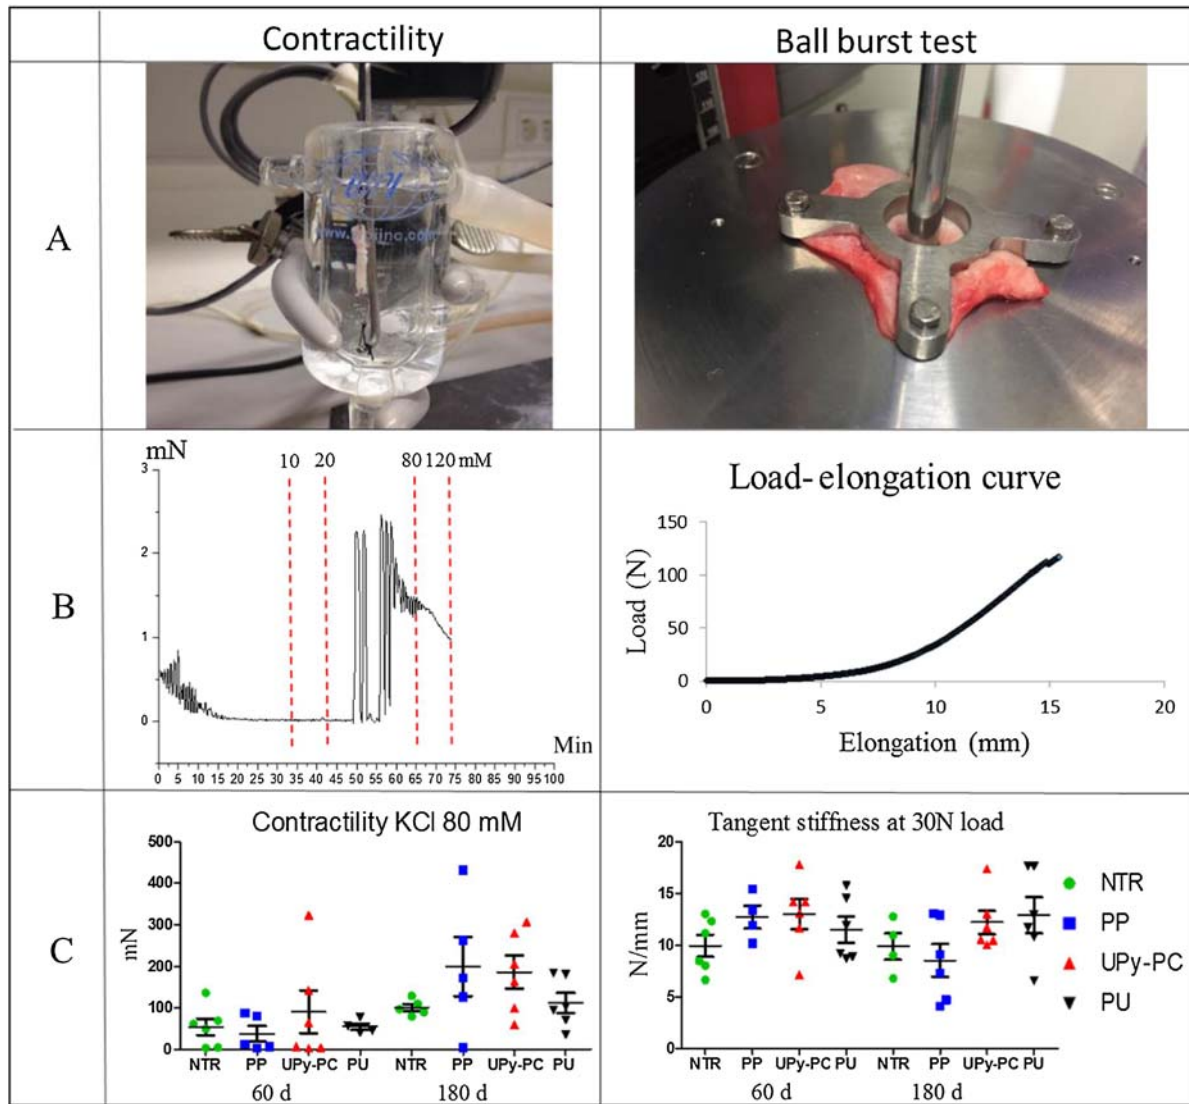 Contractility
Ball burst test
A
www.
B
mN
10 20 80 120 mM
3
2
1
0
Min
0 5 10 15 20 25 30 35 40 45 50 55 60 65 70 75 80 85 90 95 100
Load- elongation curve
Load (N)
150
100
50
0
0 5 10 15 20
Elongation (mm)
C
Contractility KCl 80 mM
mN
500
400
300
200
100
0
NTR PP UPy-PC PU NTR PP UPy-PC PU
60 d 180 d
Tangent stiffness at 30N load
N/mm
20
15
10
5
0
NTR PP UPy-PC PU NTR PP UPy-PC PU
60 d 180 d
NTR
PP
UPy-PC
PU